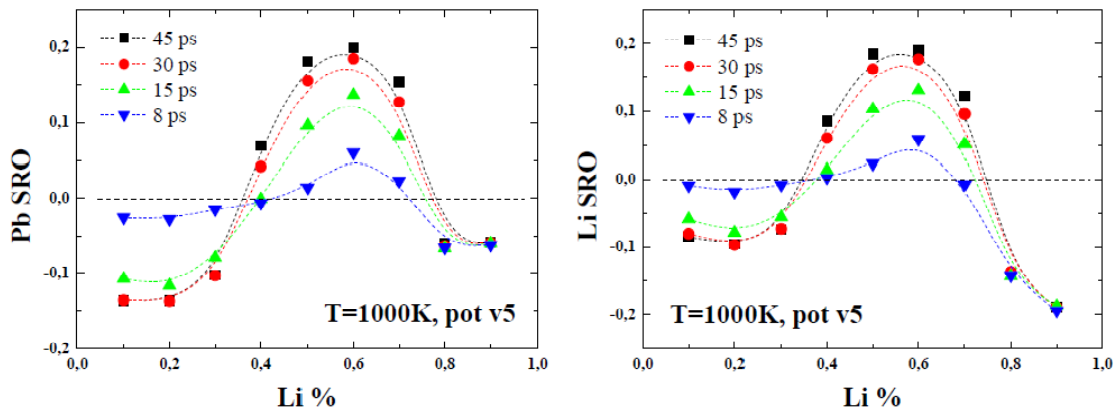 0,2
0,1
0,0
-0,1
-0,2
Pb SRO
45 ps
30 ps
15 ps
8 ps
T=1000K, pot v5
0,0 0,2 0,4 0,6 0,8 1,0
Li %
0,2
0,1
0,0
-0,1
-0,2
Li SRO
45 ps
30 ps
15 ps
8 ps
T=1000K, pot v5
0,0 0,2 0,4 0,6 0,8 1,0
Li %